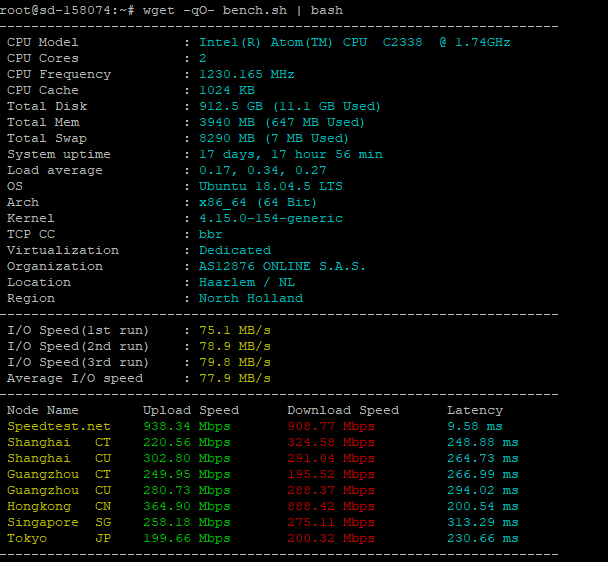 root@sd-158074:~# wget -qO- bench.sh | bash
----------------------------------------------------------------------
CPU Model : Intel(R) Atom(TM) CPU  C2338  @ 1.74GHz
CPU Cores : 2
CPU Frequency : 1230.165 MHz
CPU Cache : 1024 KB
Total Disk : 912.5 GB (11.1 GB Used)
Total Mem : 3940 MB (647 MB Used)
Total Swap : 8290 MB (7 MB Used)
System uptime : 17 days, 17 hour 56 min
Load average : 0.17, 0.34, 0.27
OS : Ubuntu 18.04.5 LTS
Arch : x86_64 (64 Bit)
Kernel : 4.15.0-154-generic
TCP CC : bbr
Virtualization : Dedicated
Organization : AS12876 ONLINE S.A.S.
Location : Haarlem / NL
Region : North Holland
----------------------------------------------------------------------
I/O Speed(1st run) : 75.1 MB/s
I/O Speed(2nd run) : 78.9 MB/s
I/O Speed(3rd run) : 79.8 MB/s
Average I/O speed : 77.9 MB/s
----------------------------------------------------------------------
Node Name Upload Speed Download Speed Latency
Speedtest.net 938.34 Mbps 908.77 Mbps 9.58 ms
Shanghai CT 220.56 Mbps 324.58 Mbps 248.88 ms
Shanghai CU 302.80 Mbps 291.04 Mbps 264.73 ms
Guangzhou CT 249.95 Mbps 195.52 Mbps 266.99 ms
Guangzhou CU 280.73 Mbps 288.37 Mbps 294.02 ms
Hongkong CN 364.90 Mbps 888.42 Mbps 200.54 ms
Singapore SG 258.18 Mbps 275.11 Mbps 313.29 ms
Tokyo JP 199.66 Mbps 200.32 Mbps 230.66 ms
----------------------------------------------------------------------